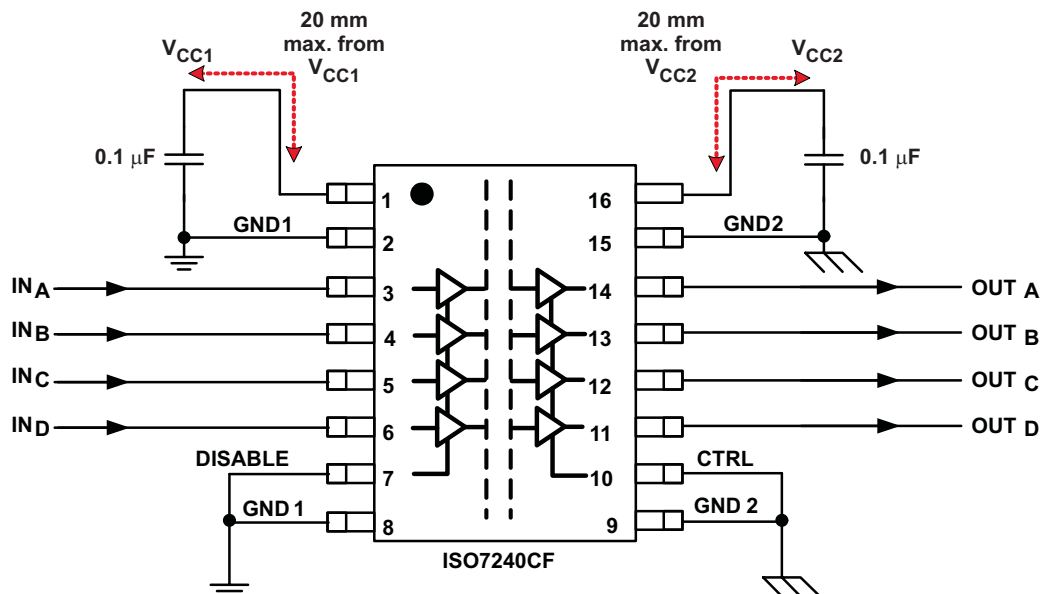 20 mm
max. from
VCC1
VCC1
20 mm
max. from
VCC2
VCC2
0.1 μF
0.1 μF
1
16
GND1
2
15
GND2
INA
3
14
OUT A
INB
4
13
OUT B
INC
5
12
OUT C
IND
6
11
OUT D
DISABLE
7
10
CTRL
GND1
8
9
GND 2
ISO7240CF